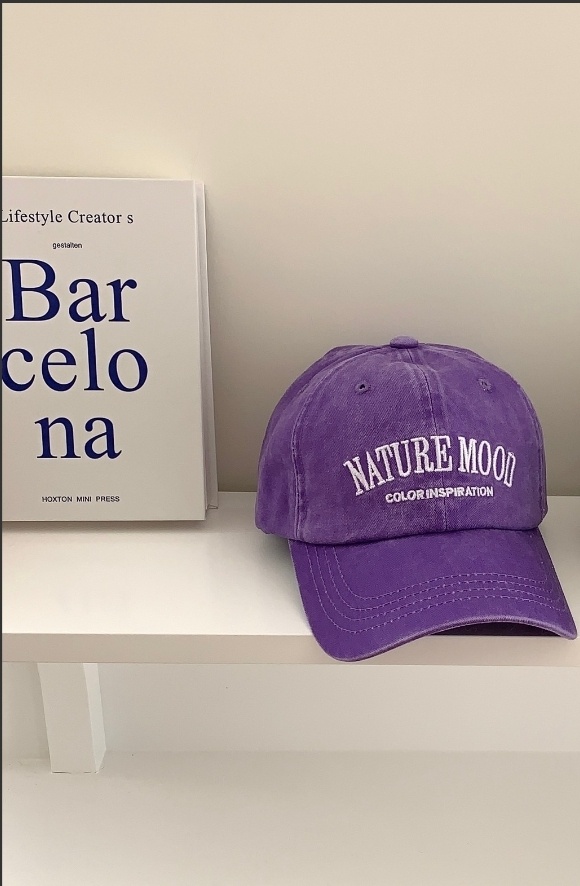 Lifestyle Creator s
gestalten
Bar
celo
na
HOXTON MINI PRESS
NATURE MOOD
COLOR INSPIRATION